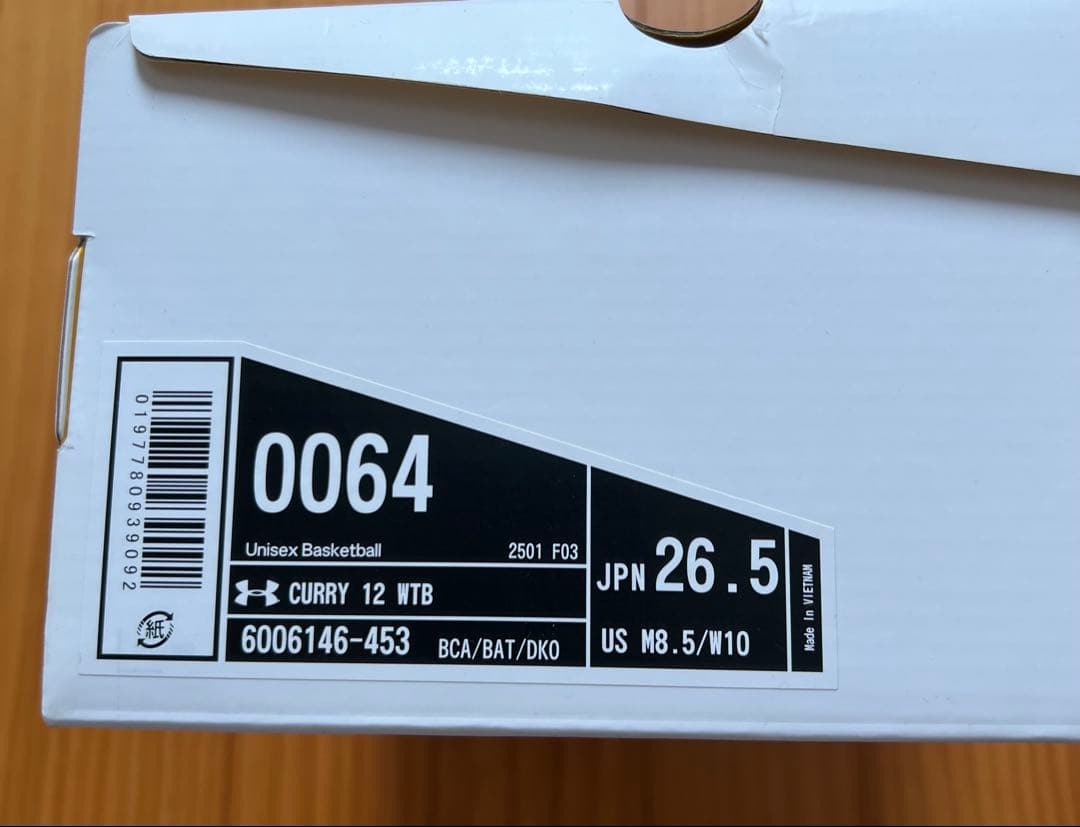 0197780939092
紙
0064
Unisex Basketball 2501 F03
CURRY 12 WTB
6006146-453 BCA/BAT/DKO
JPN 26.5
US M8.5/W10
Made In VIETNAM